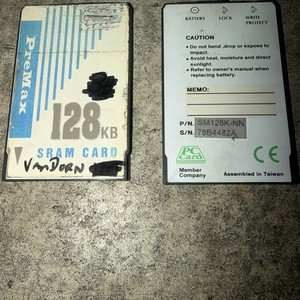 PreMax
128KB
SRAM CARD
VANDORN
BATTERY LOCK WRITE
PROTECT
CAUTION
● Do not bend ,drop or expose to
impact.
● Avoid heat, moisture and direct
sunlight.
● Refer to owner's manual when
replacing battery.
MEMO:
P/N. SM128K-NN
S/N. 78B4482A
PC
Card
CE
Member
Company
Assembled in Taiwan